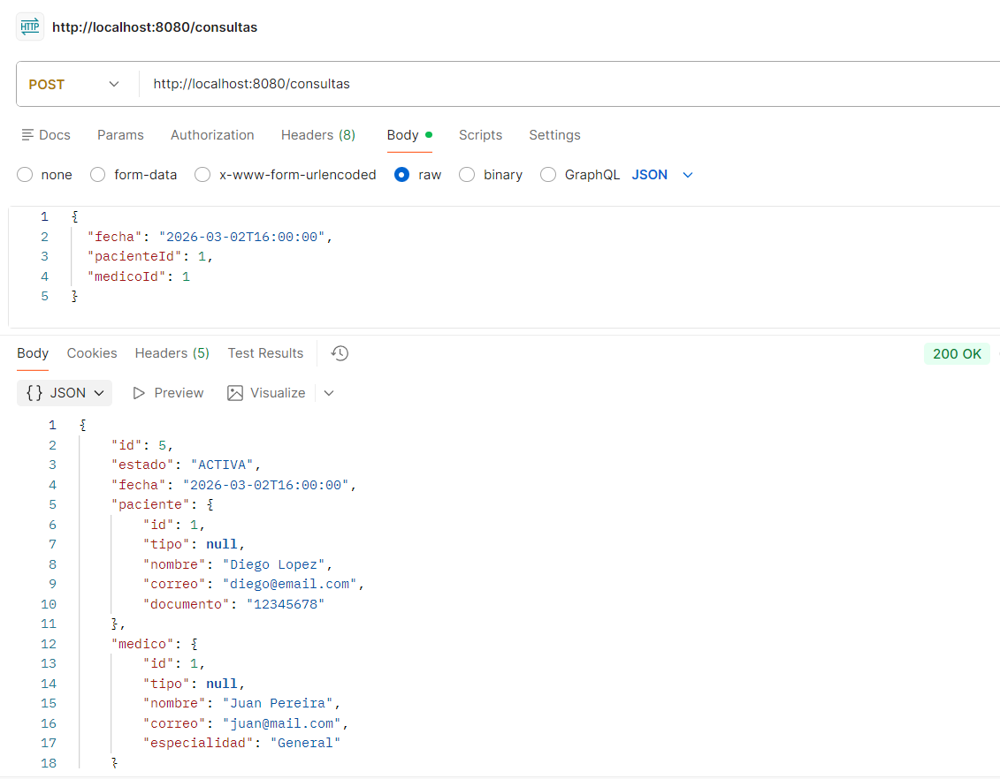 HTTP http://localhost:8080/consultas
POST http://localhost:8080/consultas
Docs Params Authorization Headers (8) Body Scripts Settings
none form-data x-www-form-urlencoded raw binary GraphQL JSON
1 {
2 "fecha": "2026-03-02T16:00:00",
3 "pacienteId": 1,
4 "medicoId": 1
5 }
Body Cookies Headers (5) Test Results 200 OK
{} JSON Preview Visualize
1 {
2 "id": 5,
3 "estado": "ACTIVA",
4 "fecha": "2026-03-02T16:00:00",
5 "paciente": {
6 "id": 1,
7 "tipo": null,
8 "nombre": "Diego Lopez",
9 "correo": "diego@email.com",
10 "documento": "12345678"
11 },
12 "medico": {
13 "id": 1,
14 "tipo": null,
15 "nombre": "Juan Pereira",
16 "correo": "juan@mail.com",
17 "especialidad": "General"
18 }